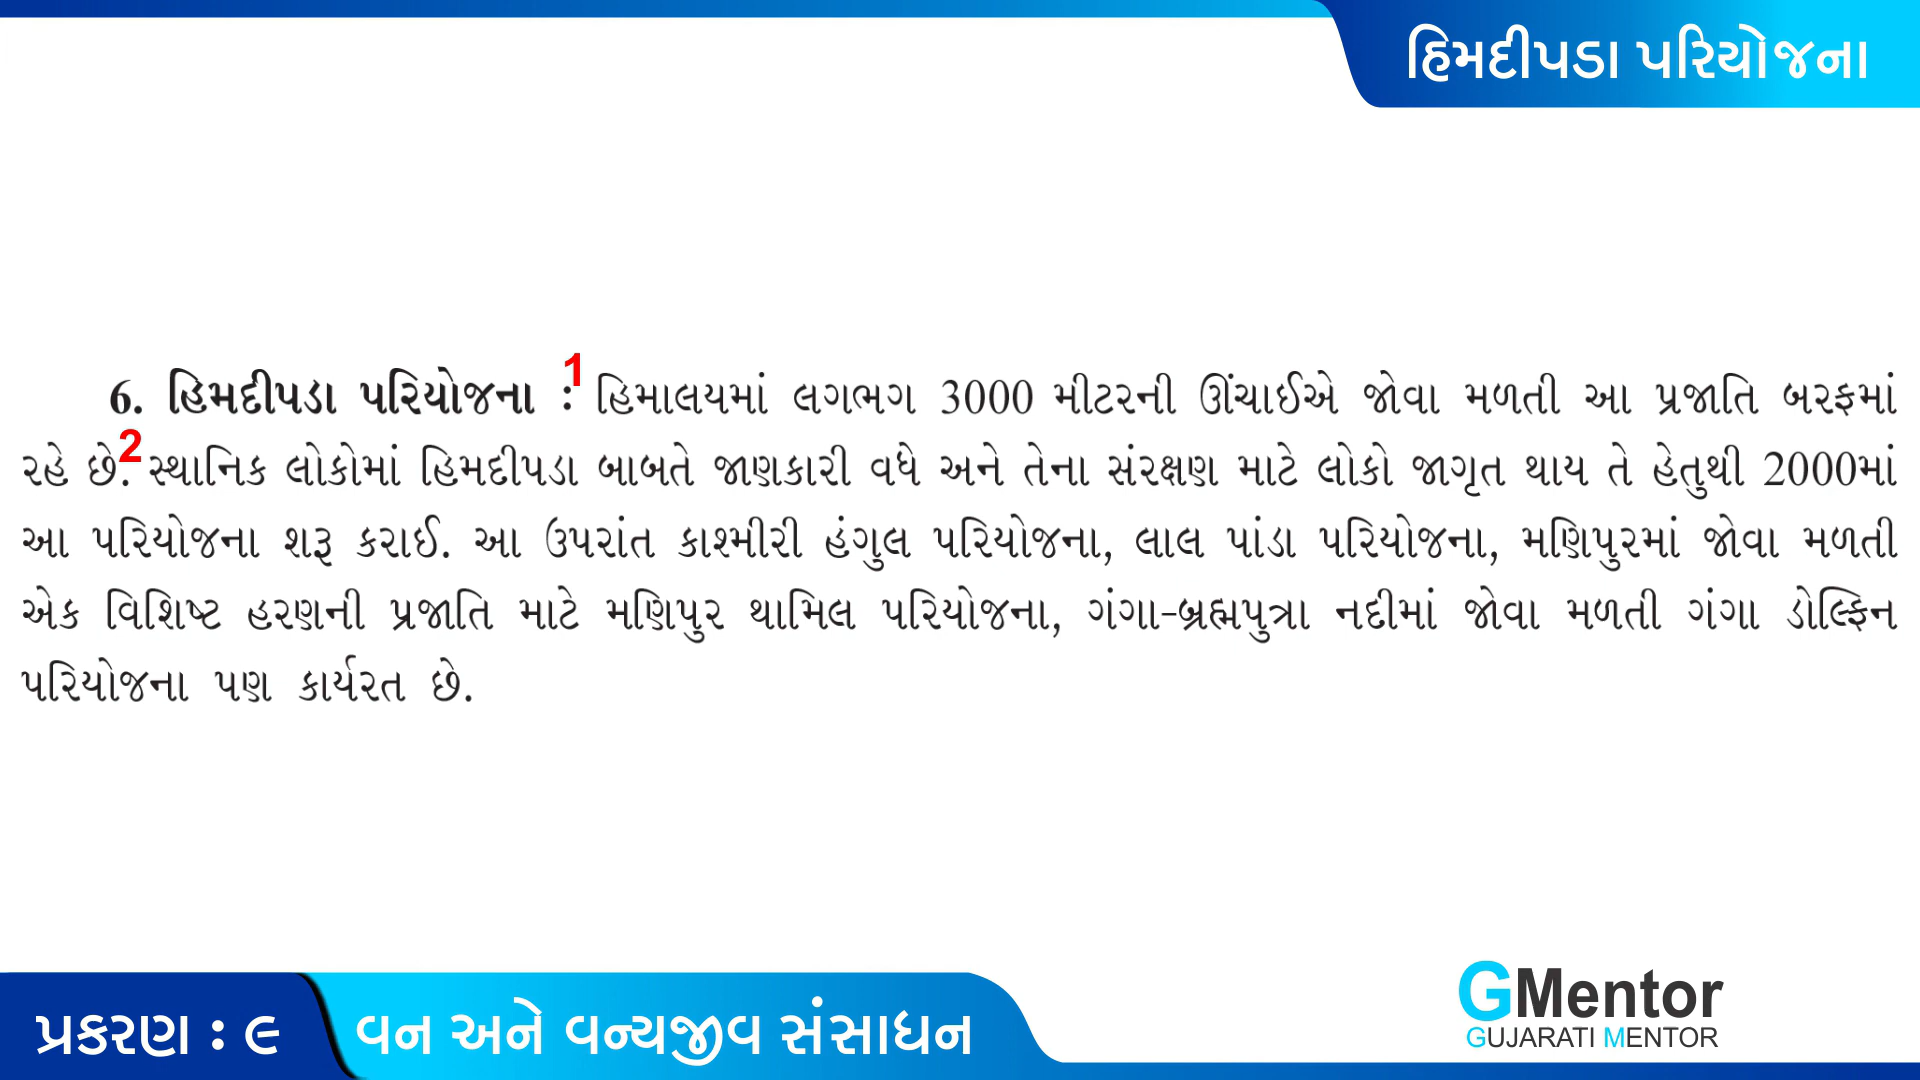 હિમદીપડા પરિયોજના
6. હિમદીપડા પરિયોજના : 1 હિમાલયમાં લગભગ 3000 મીટરની ઊંચાઈએ જોવા મળતી આ પ્રજાતિ બરફમાં
રહે છે. 2 સ્થાનિક લોકોમાં હિમદીપડા બાબતે જાણકારી વધે અને તેના સંરક્ષણ માટે લોકો જાગૃત થાય તે હેતુથી 2000માં
આ પરિયોજના શરૂ કરાઈ. આ ઉપરાંત કાશ્મીરી હંગુલ પરિયોજના, લાલ પાંડા પરિયોજના, મણિપુરમાં જોવા મળતી
એક વિશિષ્ટ હરણની પ્રજાતિ માટે મણિપુર થામિલ પરિયોજના, ગંગા-બ્રહ્મપુત્રા નદીમાં જોવા મળતી ગંગા ડોલ્ફિન
પરિયોજના પણ કાર્યરત છે.
પ્રકરણ : ૯ વન અને વન્યજીવ સંસાધન
GMentor
GUJARATI MENTOR